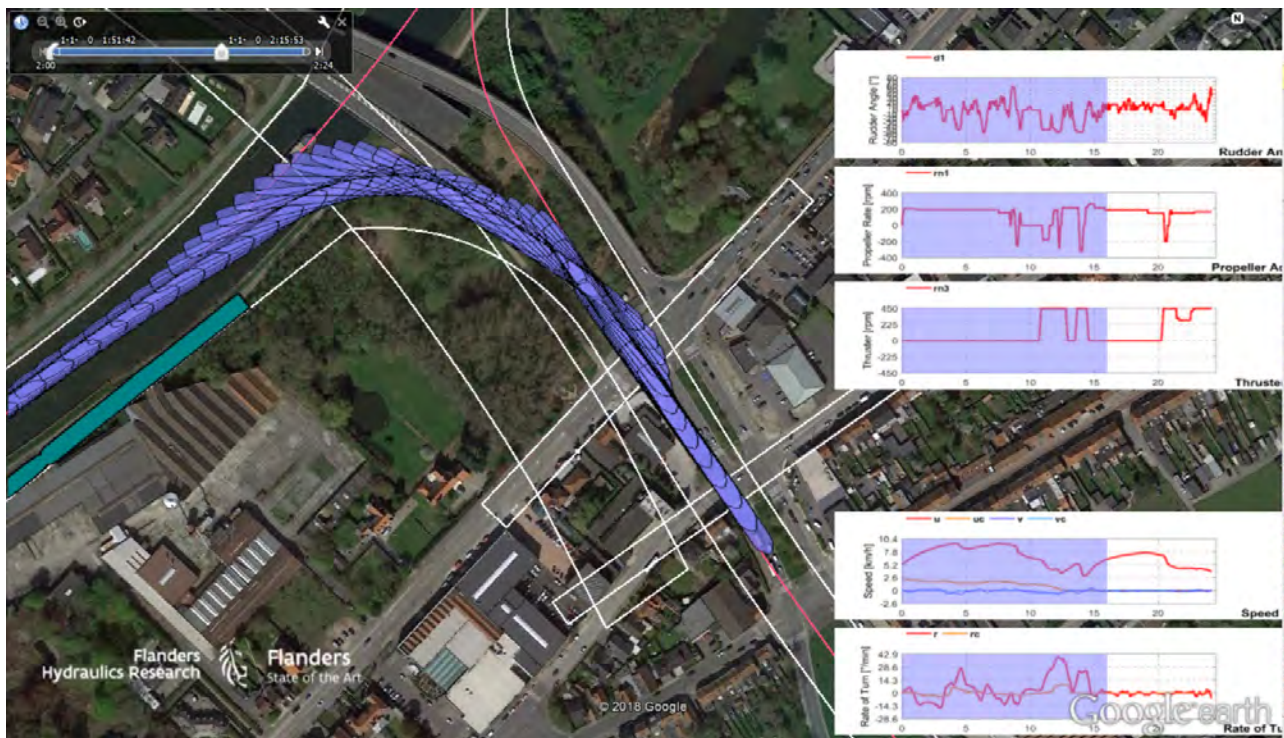 1-1- 0 1:51:42
1-1- 0 2:15:53
2:00
2:24
N
d1
Rudder Angle [°]
0 5 10 15 20
Rudder An
rn1
Propeller Rate [rpm]
400
200
0
-200
-400
0 5 10 15 20
Propeller Ac
rn3
Thruster [rpm]
450
225
0
-225
-450
0 5 10 15 20
Thruste
u uc v vc
Speed [km/h]
10.4
7.8
5.2
2.6
0
-2.6
0 5 10 15 20
Speed
r rc
Rate of Turn [°/min]
42.9
28.6
14.3
0
-14.3
-28.6
0 5 10 15 20
Rate of Tu
Flanders
Hydraulics Research
Flanders
State of the Art
© 2018 Google
Google earth